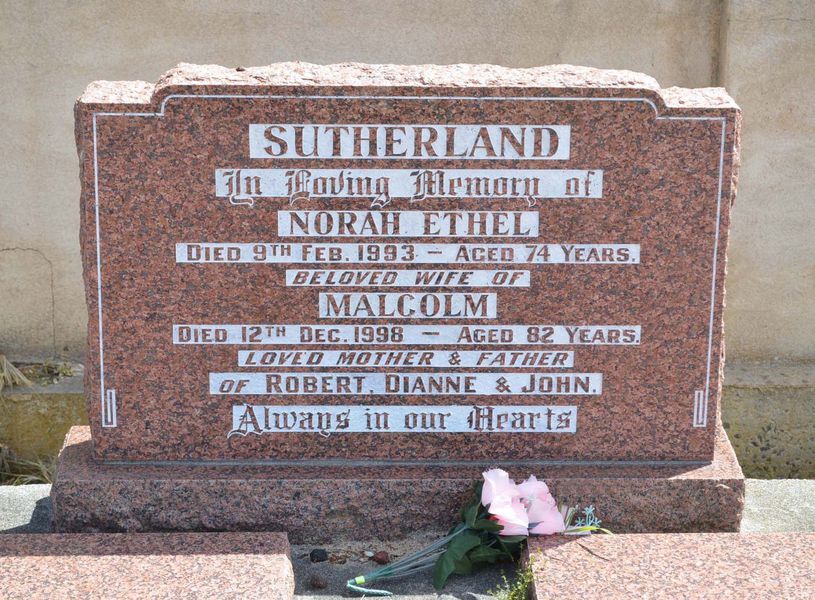 SUTHERLAND
In Loving Memory of
NORAH ETHEL
DIED 9TH FEB. 1993 – AGED 74 YEARS.
BELOVED WIFE OF
MALCOLM
DIED 12TH DEC. 1998 – AGED 82 YEARS.
LOVED MOTHER & FATHER
OF ROBERT, DIANNE & JOHN.
Always in our Hearts